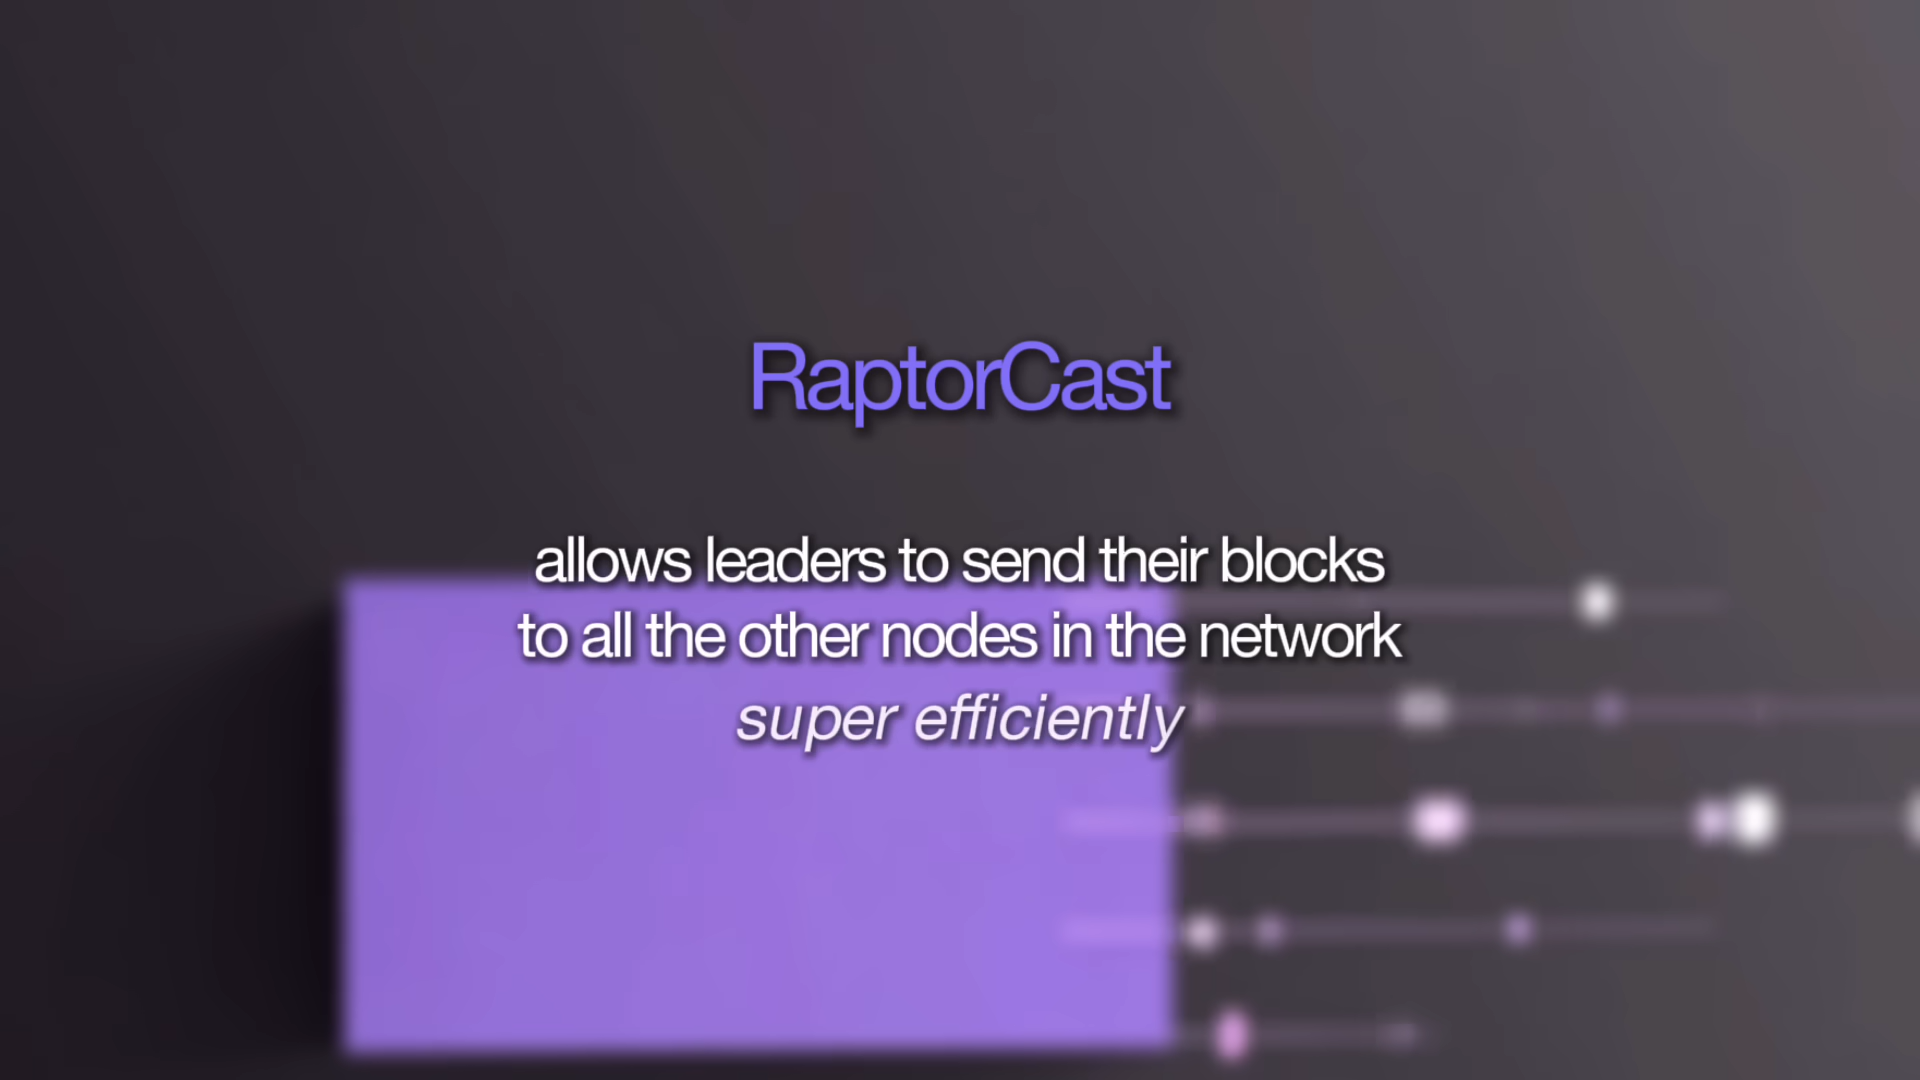 RaptorCast
allows leaders to send their blocks
to all the other nodes in the network
super efficiently